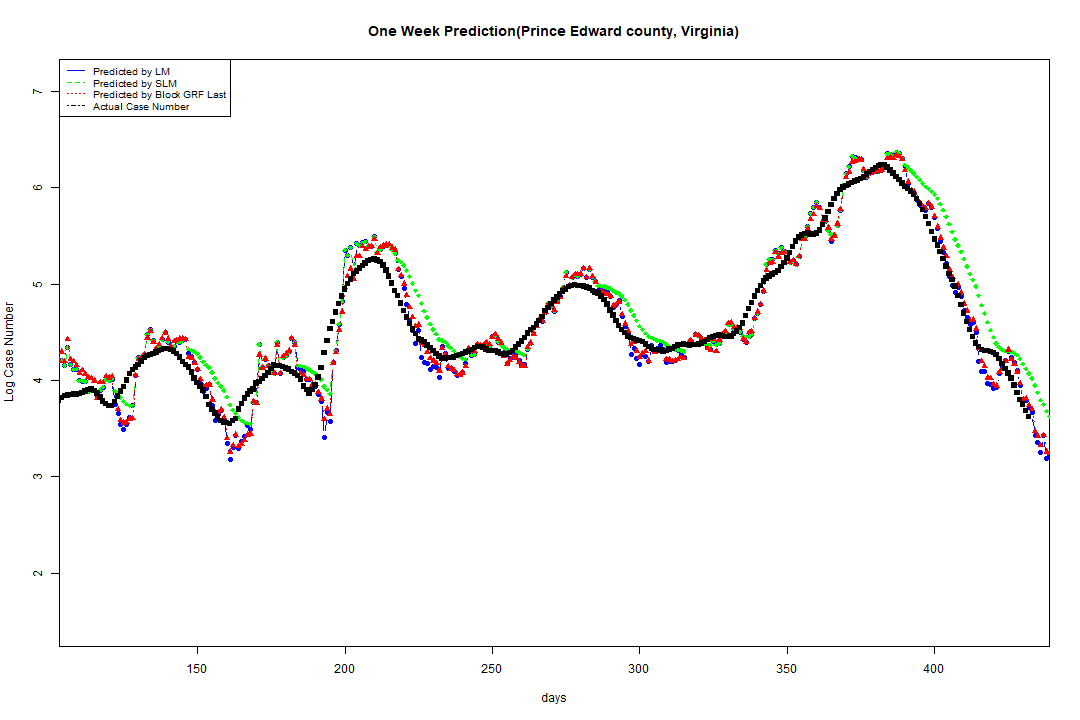 One Week Prediction(Prince Edward county, Virginia)
Predicted by LM
Predicted by SLM
Predicted by Block GRF Last
Actual Case Number
7
6
5
4
3
2
Log Case Number
150 200 250 300 350 400
days